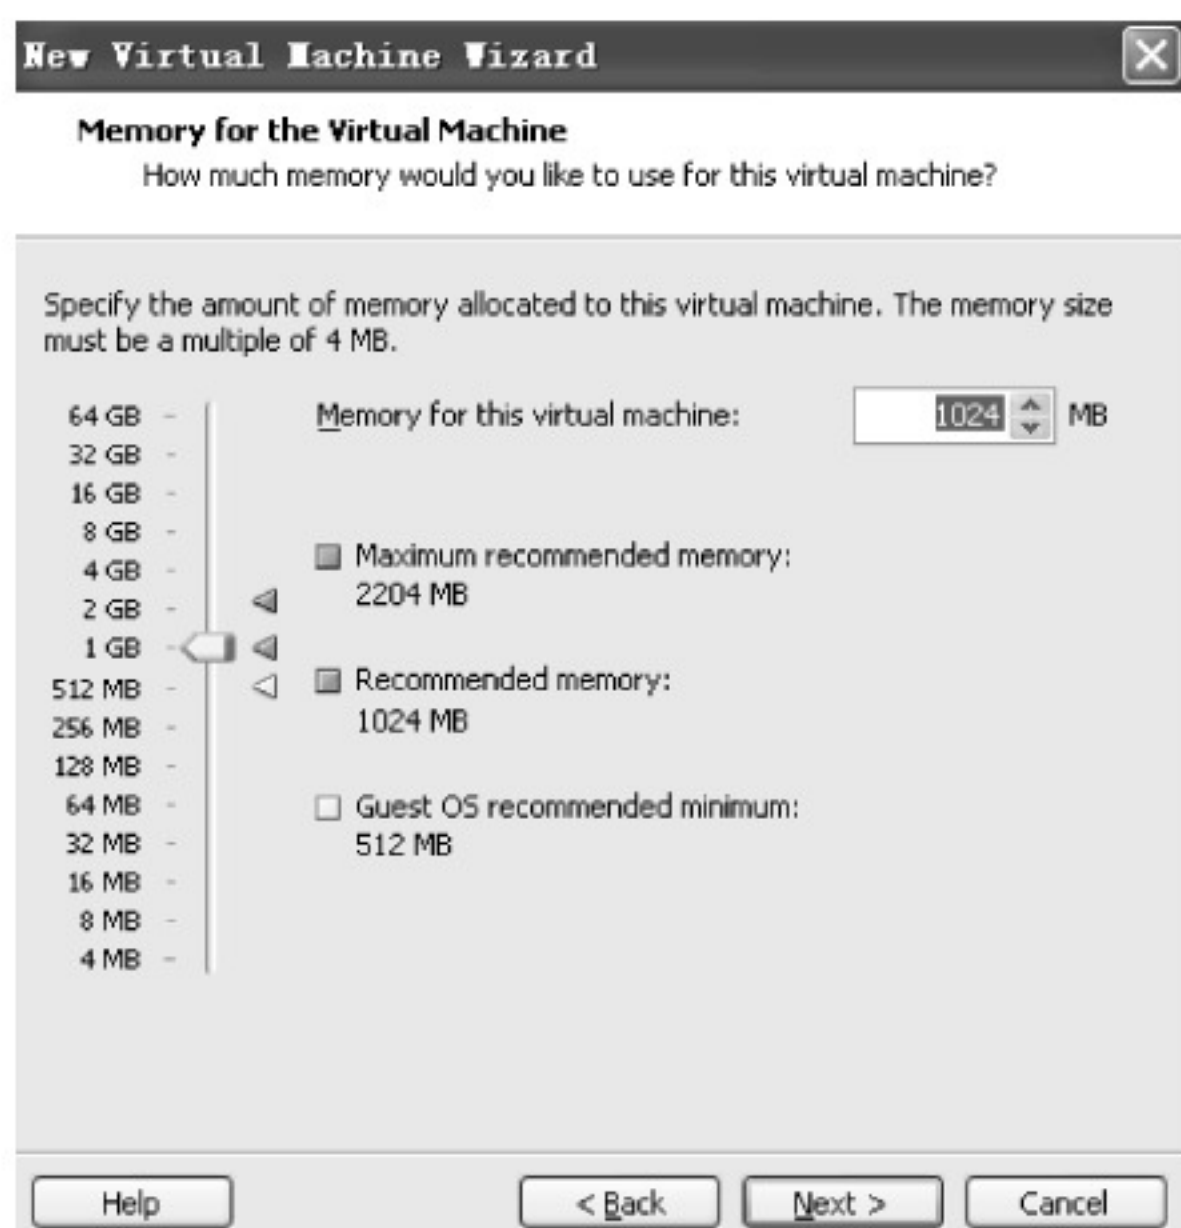 New Virtual Machine Wizard
Memory for the Virtual Machine
How much memory would you like to use for this virtual machine?
Specify the amount of memory allocated to this virtual machine. The memory size
must be a multiple of 4 MB.
64 GB
Memory for this virtual machine: 1024 MB
32 GB
16 GB
8 GB
Maximum recommended memory:
4 GB
2204 MB
2 GB
1 GB
Recommended memory:
512 MB
1024 MB
256 MB
128 MB
64 MB
Guest OS recommended minimum:
32 MB
512 MB
16 MB
8 MB
4 MB
Help < Back Next > Cancel